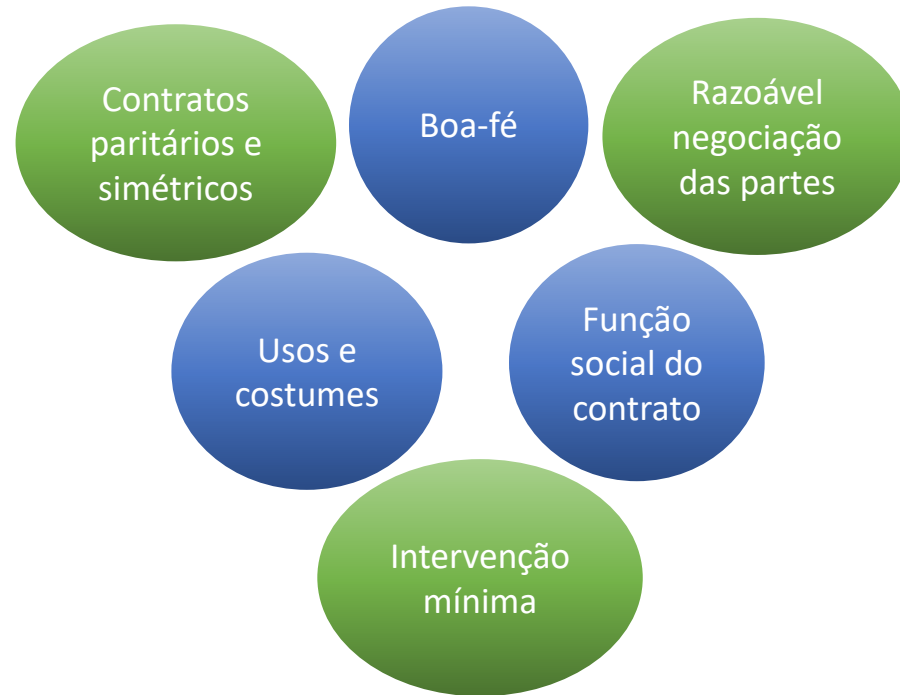 Contratos
paritários e
simétricos
Boa-fé
Razoável
negociação
das partes
Usos e
costumes
Função
social do
contrato
Intervenção
mínima